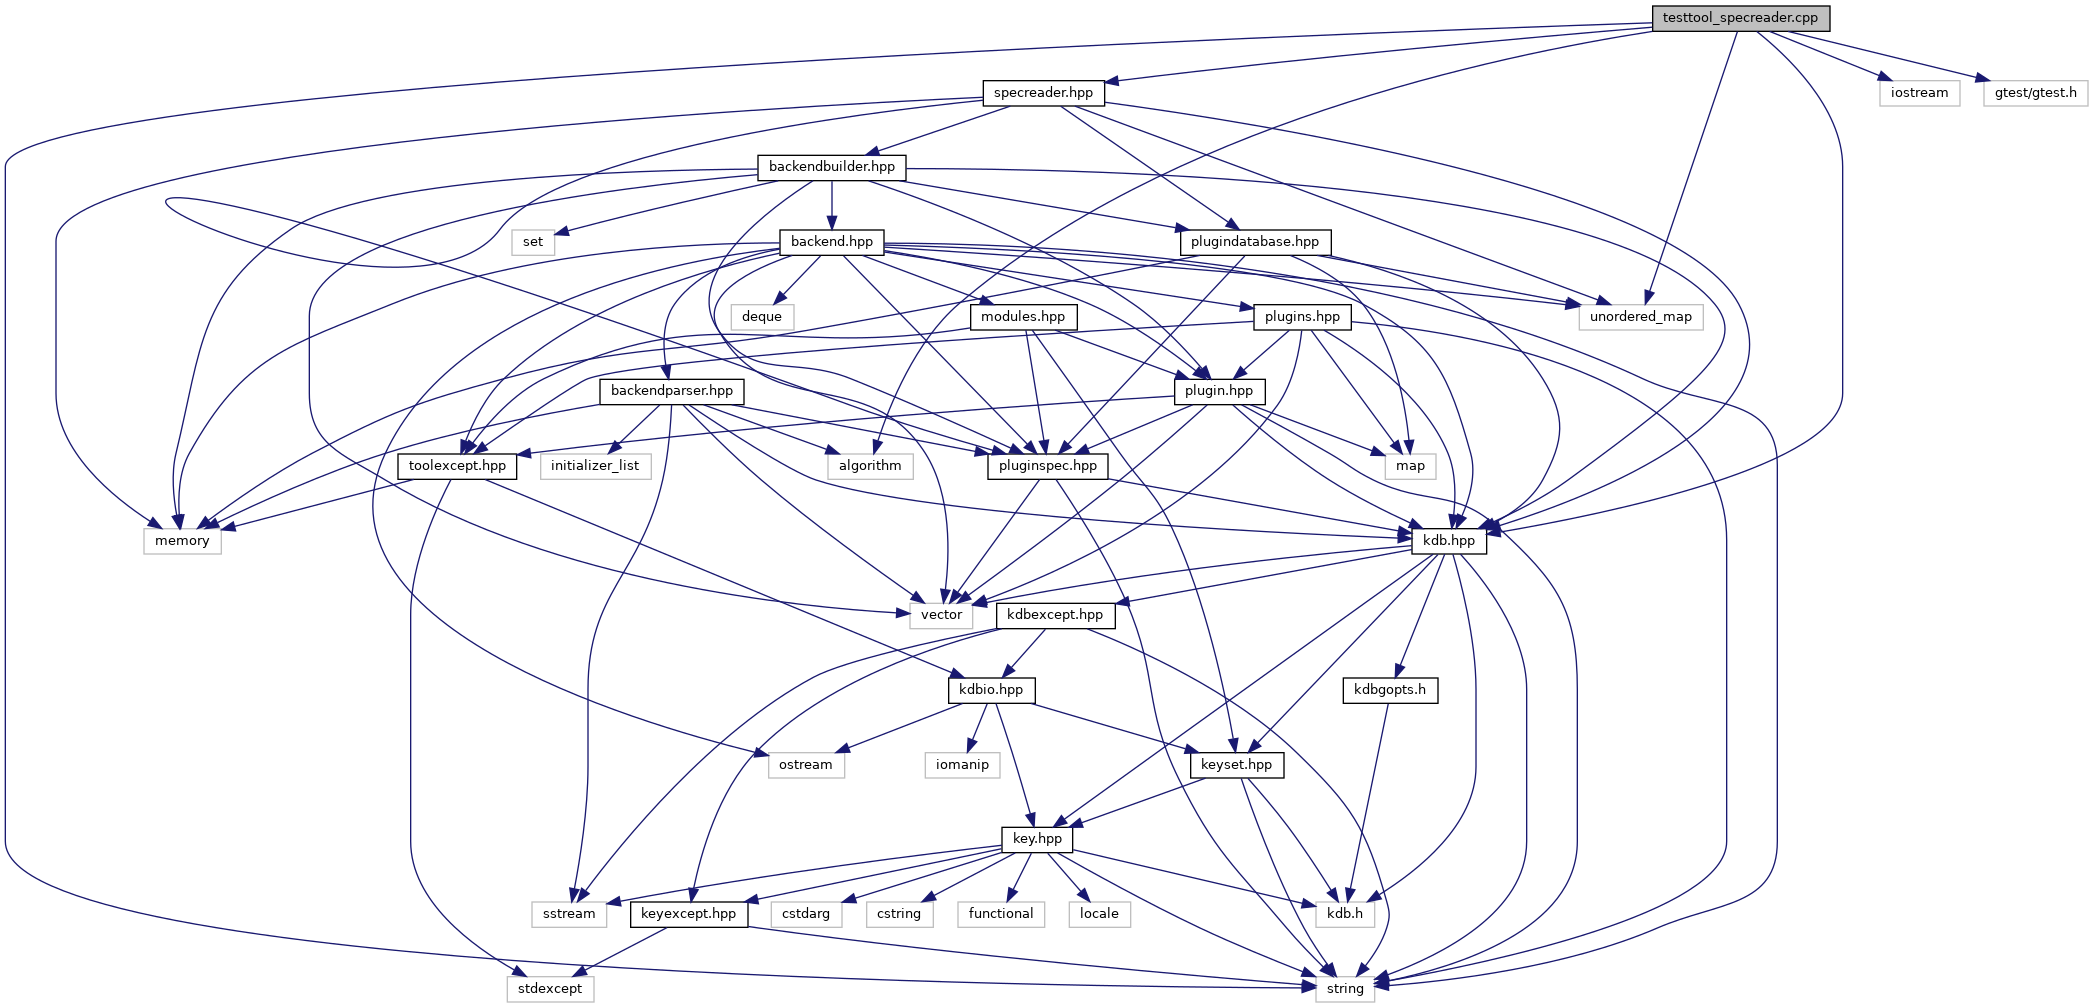 testtool_specreader.cpp
specreader.hpp
iostream
gtest/gtest.h
backendbuilder.hpp
set
backend.hpp
plugindatabase.hpp
deque
modules.hpp
plugins.hpp
unordered_map
backendparser.hpp
plugin.hpp
toolexcept.hpp
initializer_list
algorithm
pluginspec.hpp
map
memory
kdb.hpp
vector
kdbexcept.hpp
kdbio.hpp
kdbgopts.h
ostream
iomanip
keyset.hpp
key.hpp
sstream
keyexcept.hpp
cstdarg
cstring
functional
locale
kdb.h
stdexcept
string